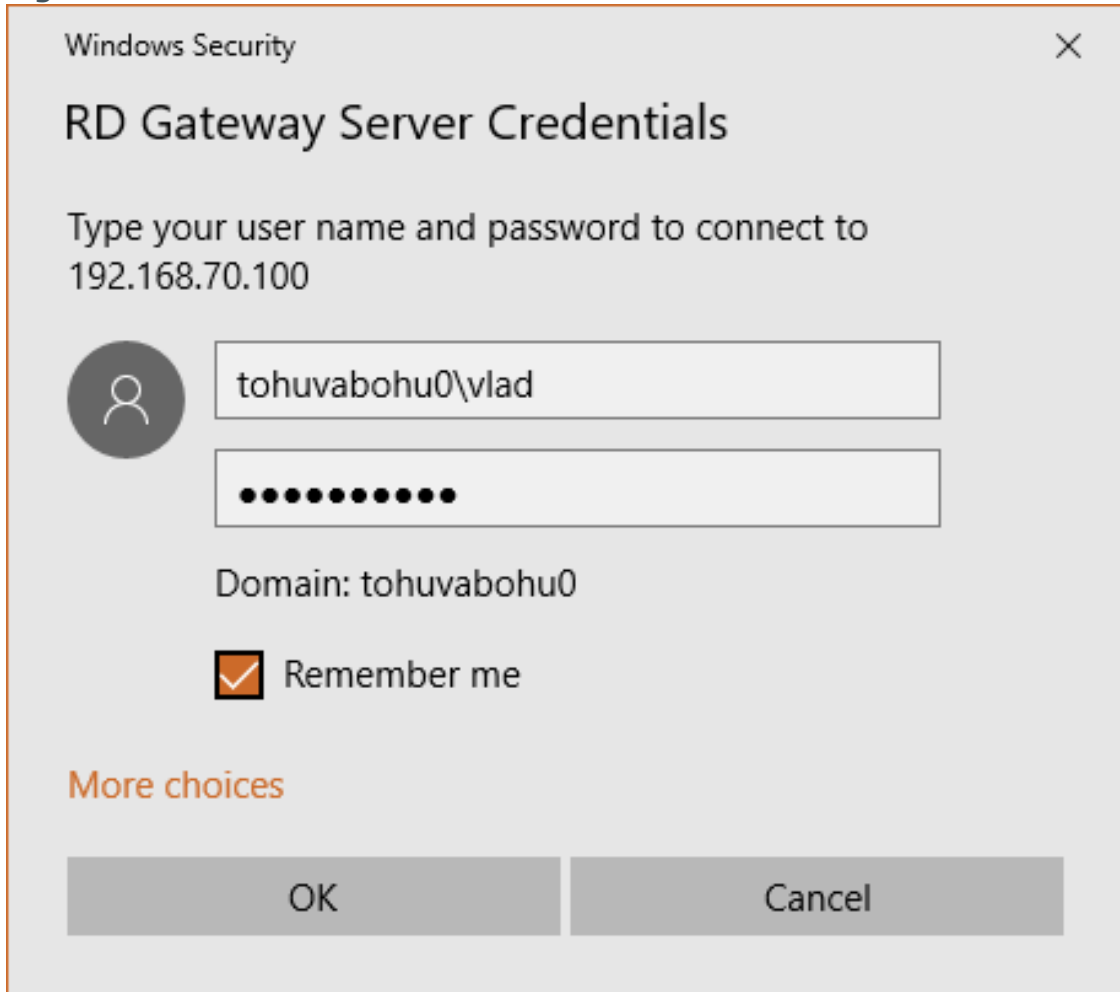 Windows Security
RD Gateway Server Credentials
Type your user name and password to connect to
192.168.70.100
tohuvabohu0\vlad
●●●●●●●●●●
Domain: tohuvabohu0
Remember me
More choices
OK
Cancel